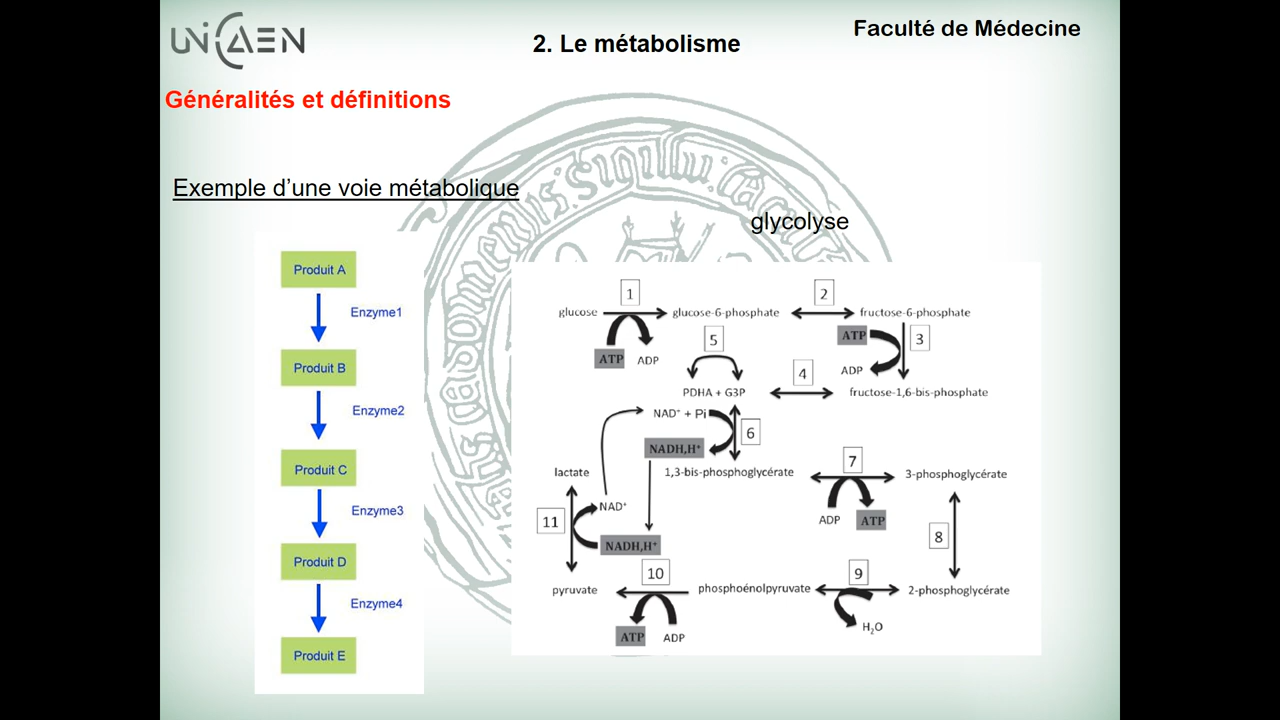 UNICAEN
2. Le métabolisme
Faculté de Médecine
Généralités et définitions
Exemple d’une voie métabolique
glycolyse
Produit A
Enzyme1
Produit B
Enzyme2
Produit C
Enzyme3
Produit D
Enzyme4
Produit E
1
2
glucose
glucose-6-phosphate
fructose-6-phosphate
ATP
ADP
5
ATP
3
ADP
4
PDHA + G3P
fructose-1,6-bis-phosphate
NAD⁺ + Pi
6
NADH,H⁺
lactate
1,3-bis-phosphoglycérate
7
3-phosphoglycérate
NAD⁺
11
ADP
ATP
8
NADH,H⁺
10
9
pyruvate
phosphoénolpyruvate
2-phosphoglycérate
ATP
ADP
H₂O